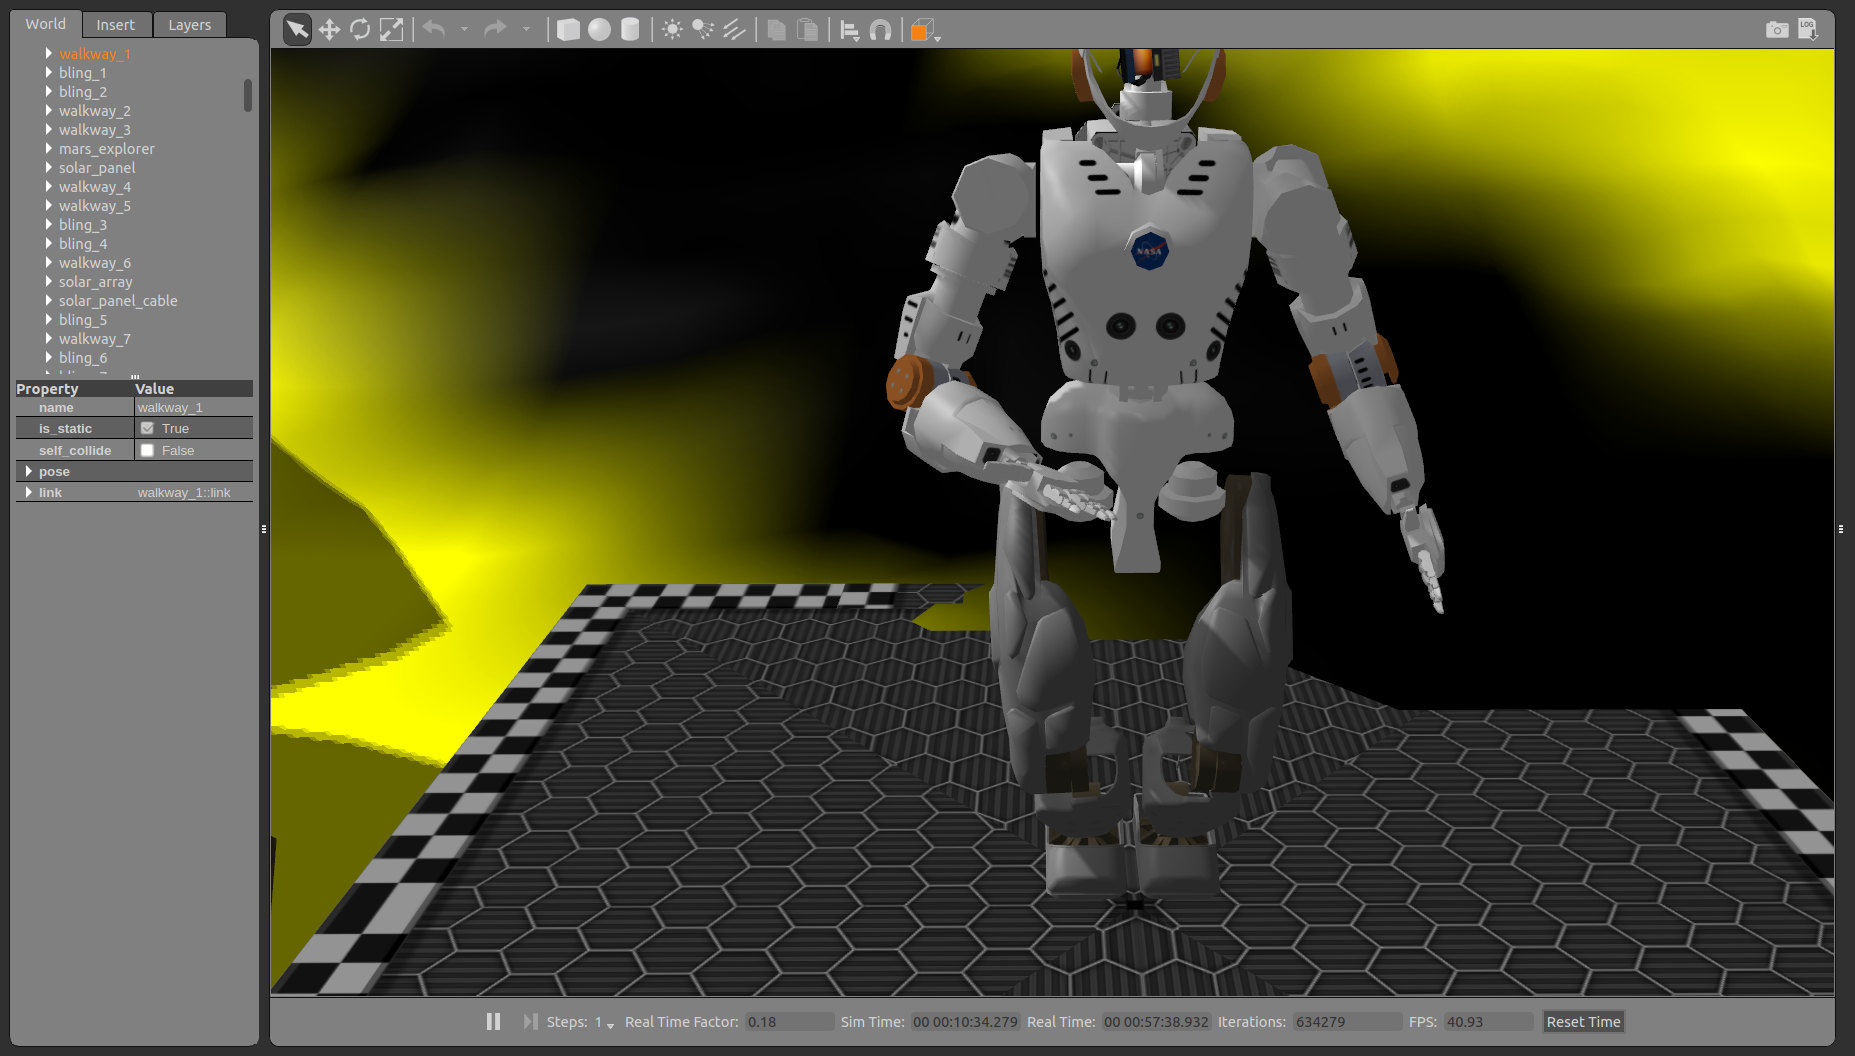 World Insert Layers
walkway_1
bling_1
bling_2
walkway_2
walkway_3
mars_explorer
solar_panel
walkway_4
walkway_5
bling_3
bling_4
walkway_6
solar_array
solar_panel_cable
bling_5
walkway_7
bling_6
Property Value
name walkway_1
is_static True
self_collide False
pose
link walkway_1::link
LOG
NASA
Steps: 1 Real Time Factor: 0.18 Sim Time: 00 00:10:34.279 Real Time: 00 00:57:38.932 Iterations: 634279 FPS: 40.93 Reset Time